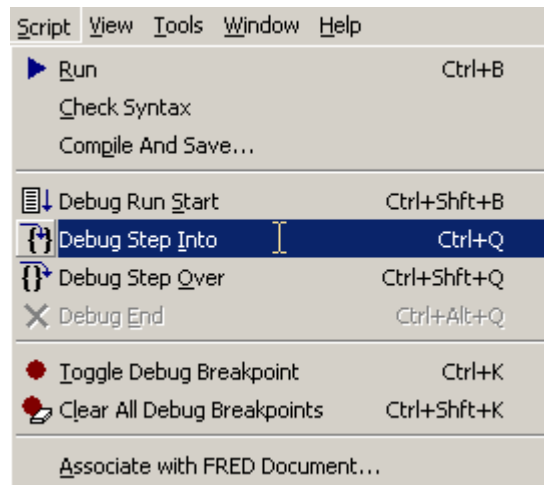 Script View Tools Window Help
Run Ctrl+B
Check Syntax
Compile And Save...
Debug Run Start Ctrl+Shft+B
Debug Step Into Ctrl+Q
Debug Step Over Ctrl+Shft+Q
Debug End Ctrl+Alt+Q
Toggle Debug Breakpoint Ctrl+K
Clear All Debug Breakpoints Ctrl+Shft+K
Associate with FRED Document...